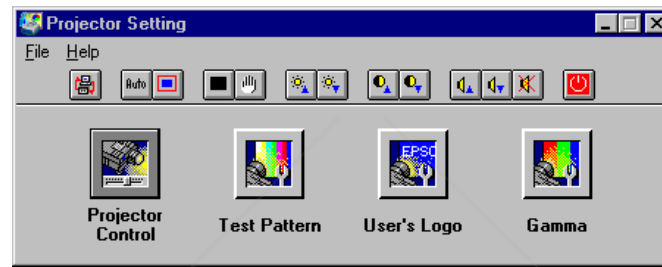 Projector Setting
File Help
Auto
EPSO
Projector
Control
Test Pattern
User's Logo
Gamma